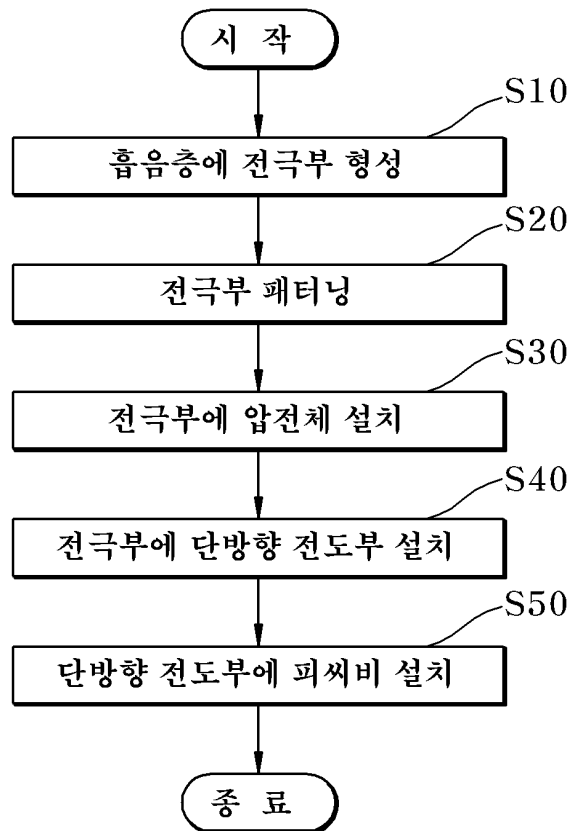 시 작
S10
흡음층에 전극부 형성
S20
전극부 패터닝
S30
전극부에 압전체 설치
S40
전극부에 단방향 전도부 설치
S50
단방향 전도부에 피씨비 설치
종 료